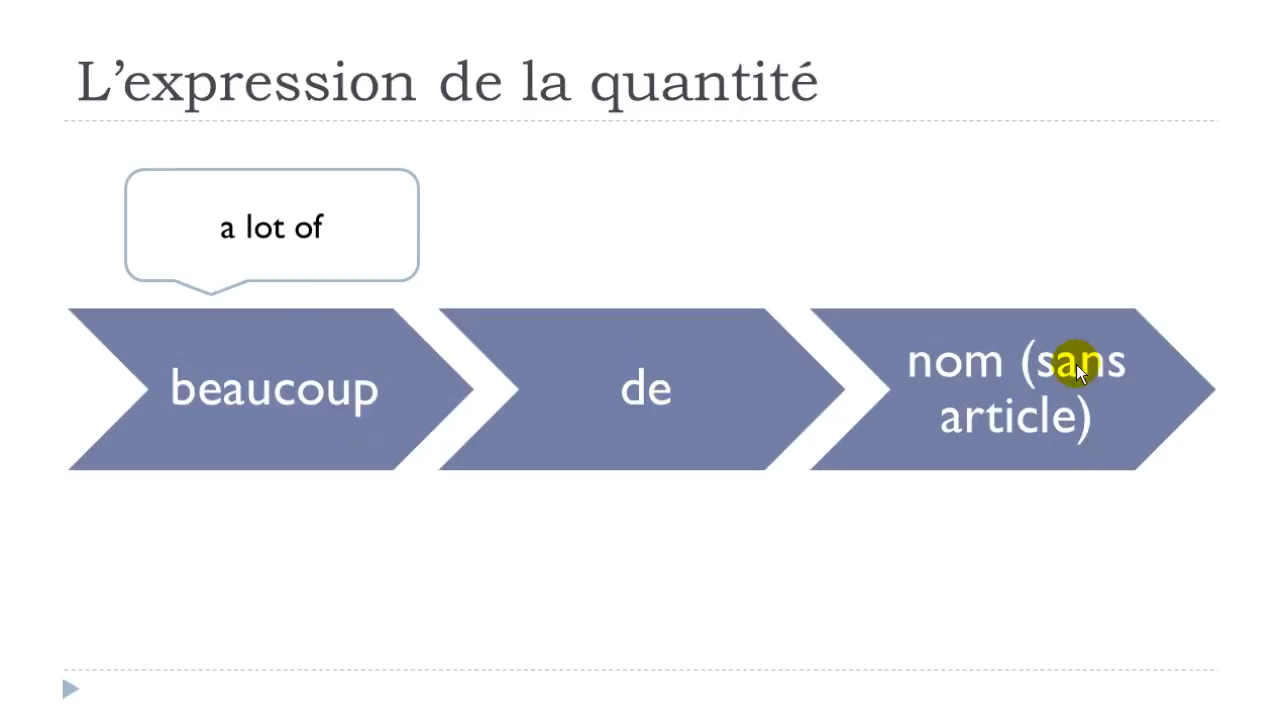 L’expression de la quantité
a lot of
beaucoup
de
nom (sans
article)